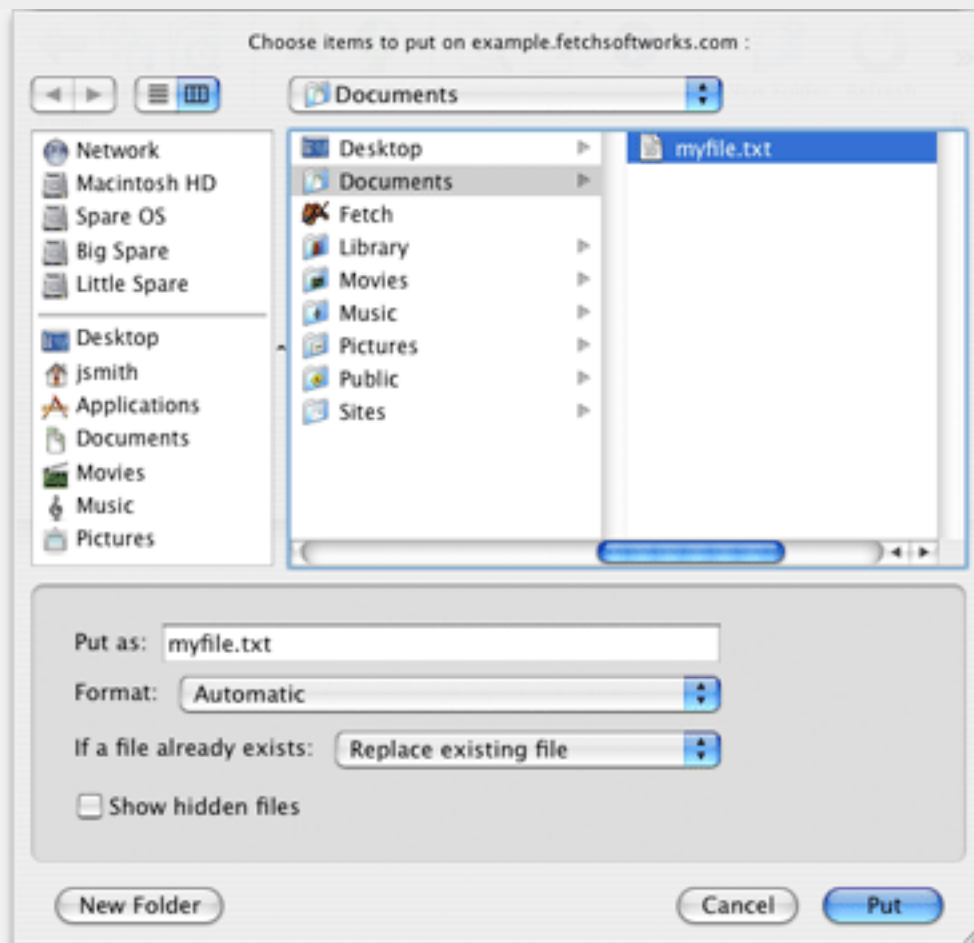 Choose items to put on example.fetchsoftworks.com :
Documents
Network
Macintosh HD
Spare OS
Big Spare
Little Spare
Desktop
jsmith
Applications
Documents
Movies
Music
Pictures
Desktop
Documents
Fetch
Library
Movies
Music
Pictures
Public
Sites
myfile.txt
Put as: myfile.txt
Format: Automatic
If a file already exists: Replace existing file
Show hidden files
New Folder Cancel Put